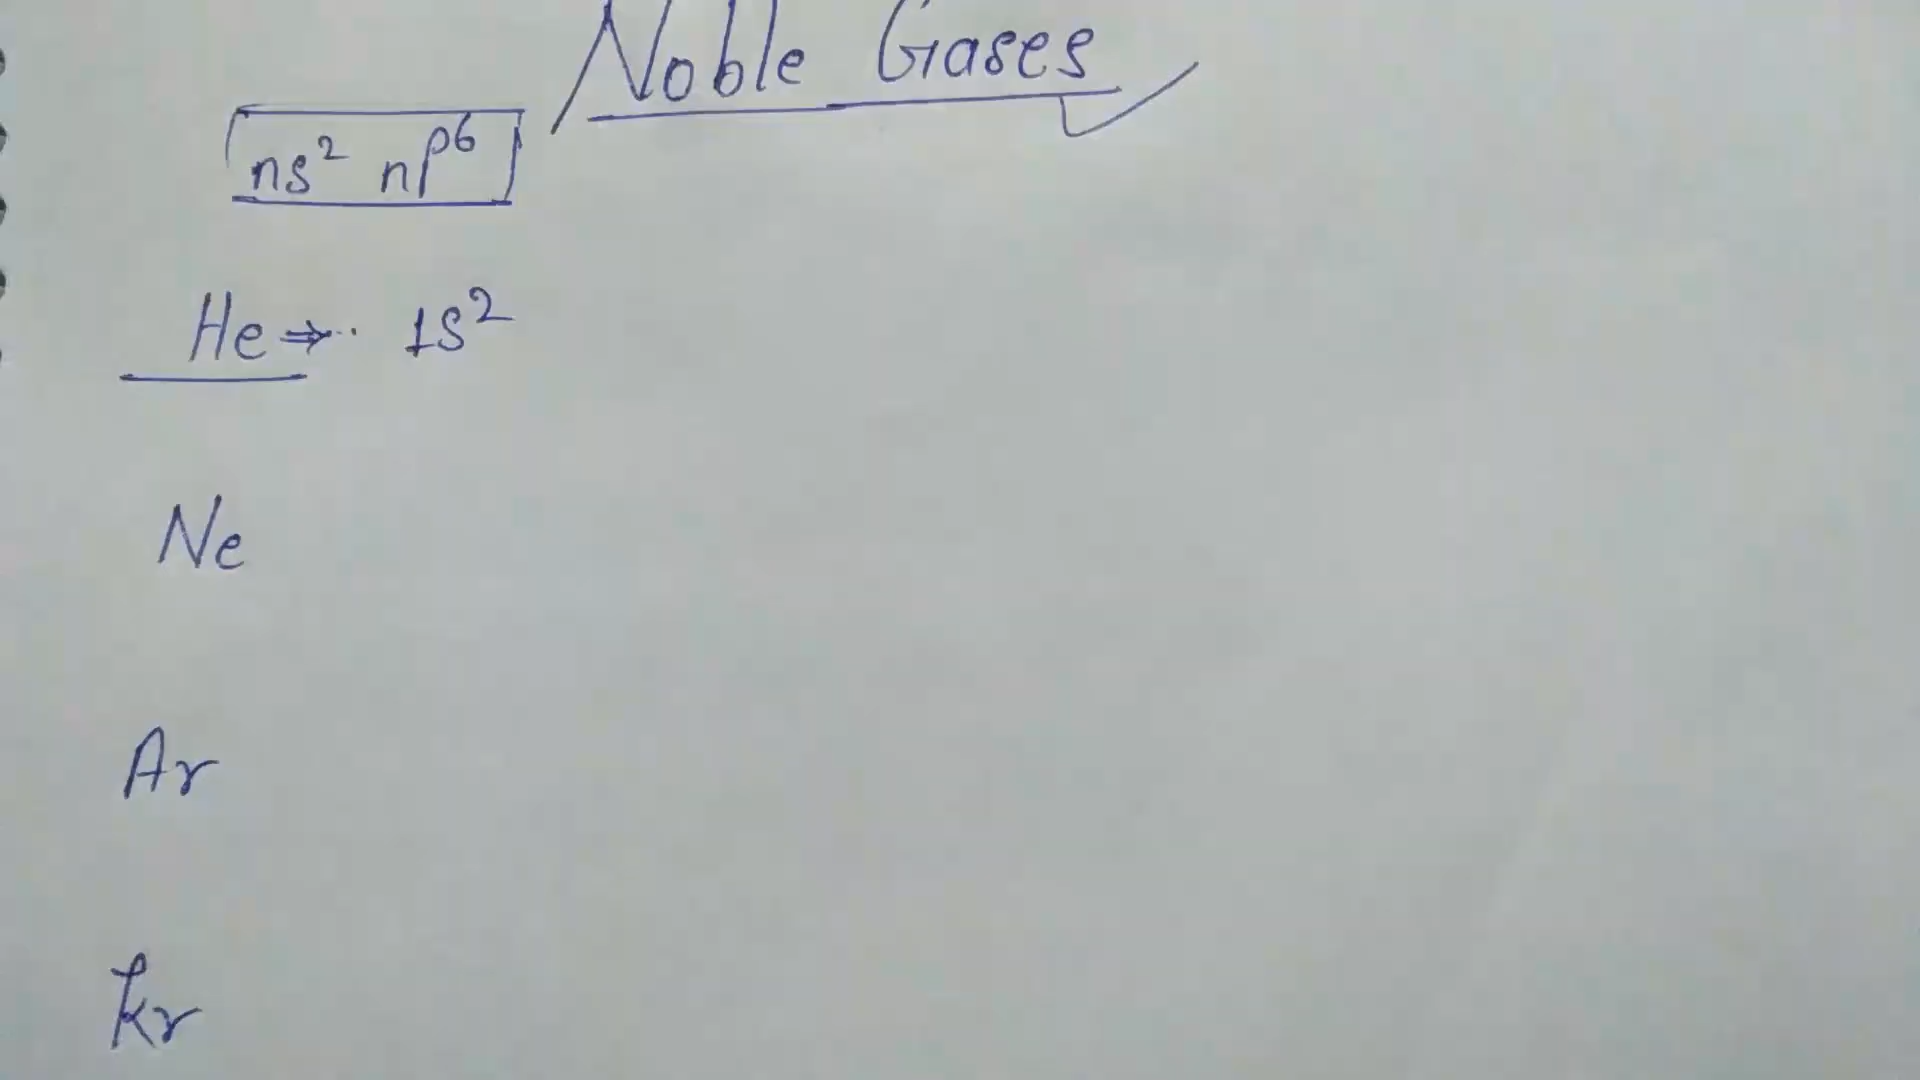 Noble Gases
ns² np⁶
He ⇒ 1s²
Ne
Ar
Kr